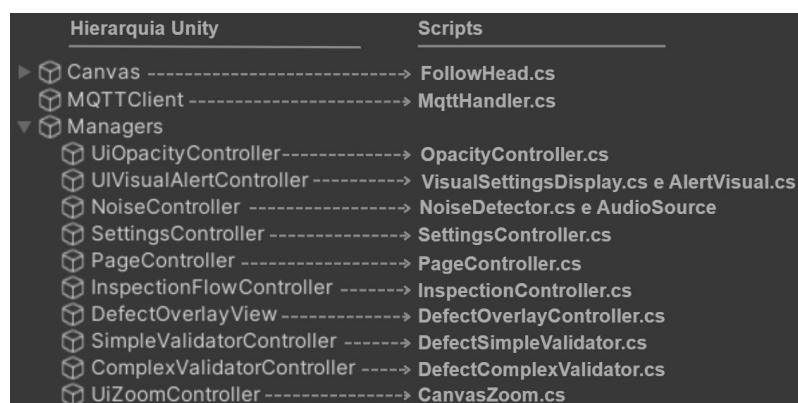 Hierarquia Unity Scripts
Canvas ----------------------------> FollowHead.cs
MQTTClient ------------------------> MqttHandler.cs
Managers
UiOpacityController--------------> OpacityController.cs
UIVisualAlertController ----------> VisualSettingsDisplay.cs e AlertVisual.cs
NoiseController ------------------> NoiseDetector.cs e AudioSource
SettingsController ---------------> SettingsController.cs
PageController -------------------> PageController.cs
InspectionFlowController -------> InspectionController.cs
DefectOverlayView --------------> DefectOverlayController.cs
SimpleValidatorController -------> DefectSimpleValidator.cs
ComplexValidatorController -----> DefectComplexValidator.cs
UiZoomController ----------------> CanvasZoom.cs